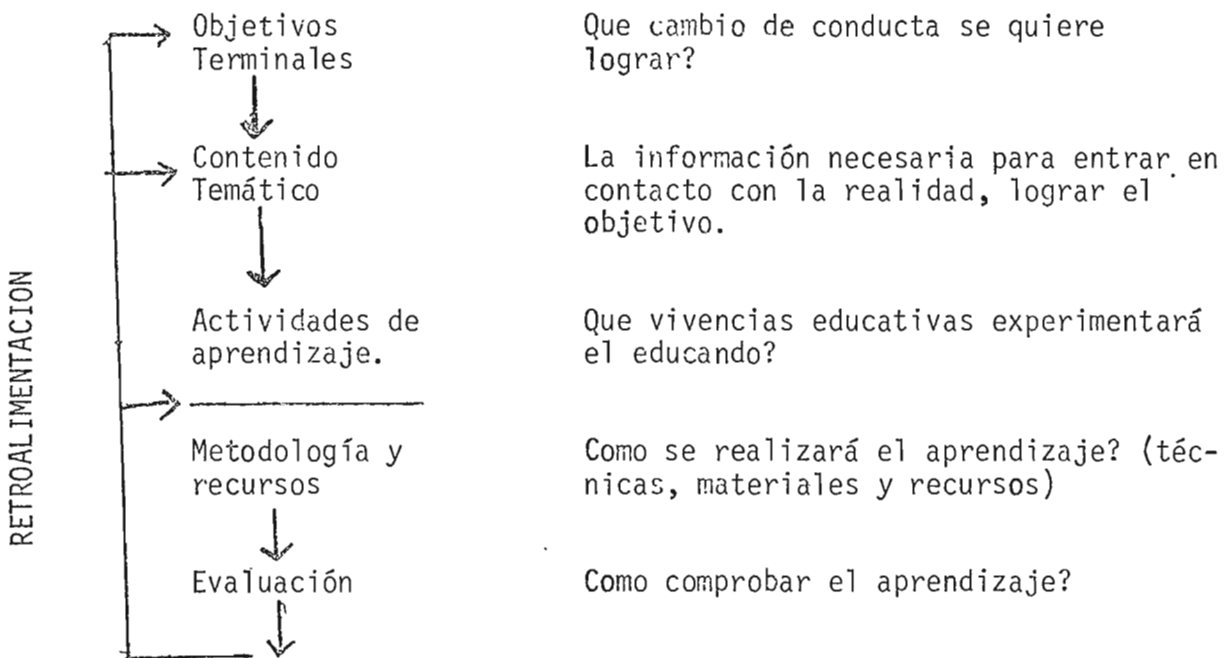 Objetivos
Terminales
Que cambio de conducta se quiere
lograr?
Contenido
Temático
La información necesaria para entrar en
contacto con la realidad, lograr el
objetivo.
RETROALIMENTACION
Actividades de
aprendizaje.
Que vivencias educativas experimentará
el educando?
Metodología y
recursos
Como se realizará el aprendizaje? (téc-
nicas, materiales y recursos)
Evaluación
Como comprobar el aprendizaje?